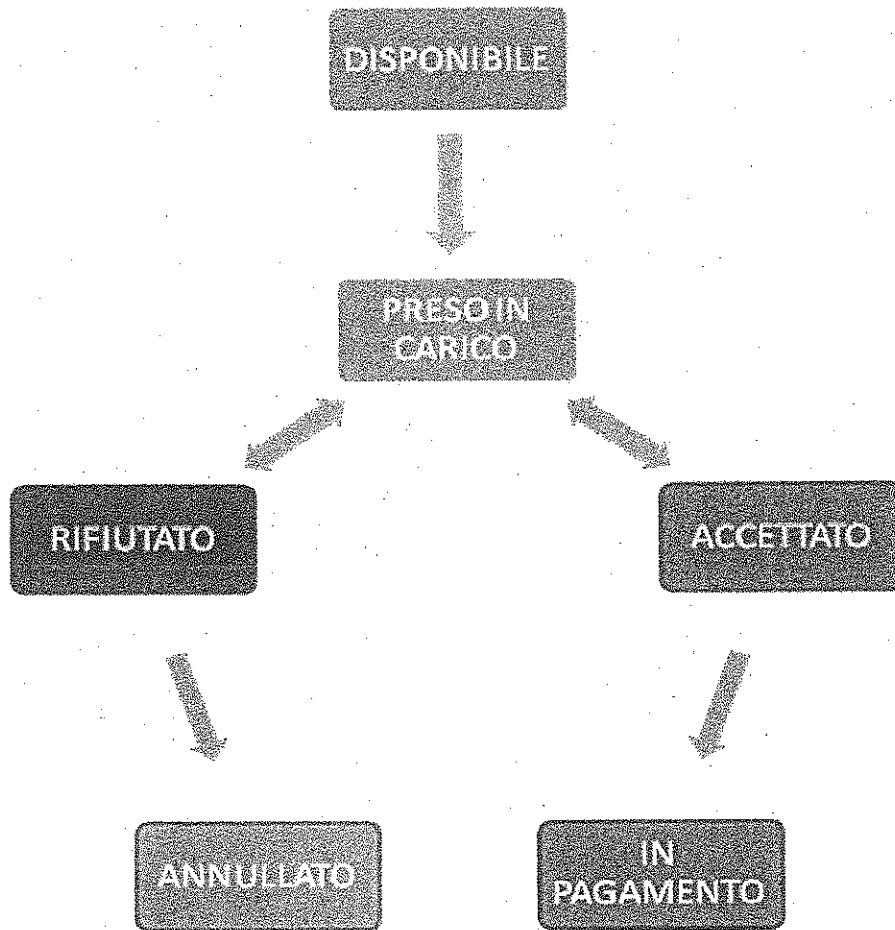 DISPONIBILE
PRESO IN
CARICO
RIFIUTATO
ACCETTATO
ANNULLATO
IN
PAGAMENTO